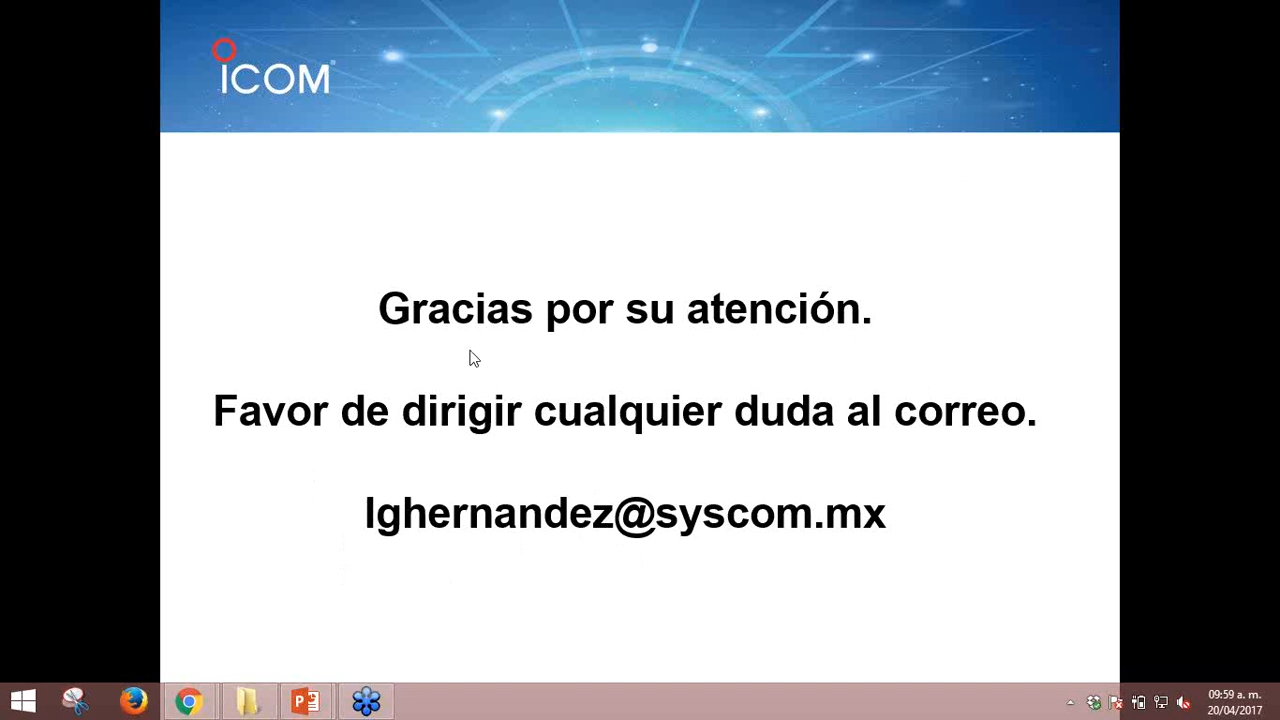 ICOM
Gracias por su atención.
Favor de dirigir cualquier duda al correo.
lghernandez@syscom.mx
09:59 a. m.
20/04/2017